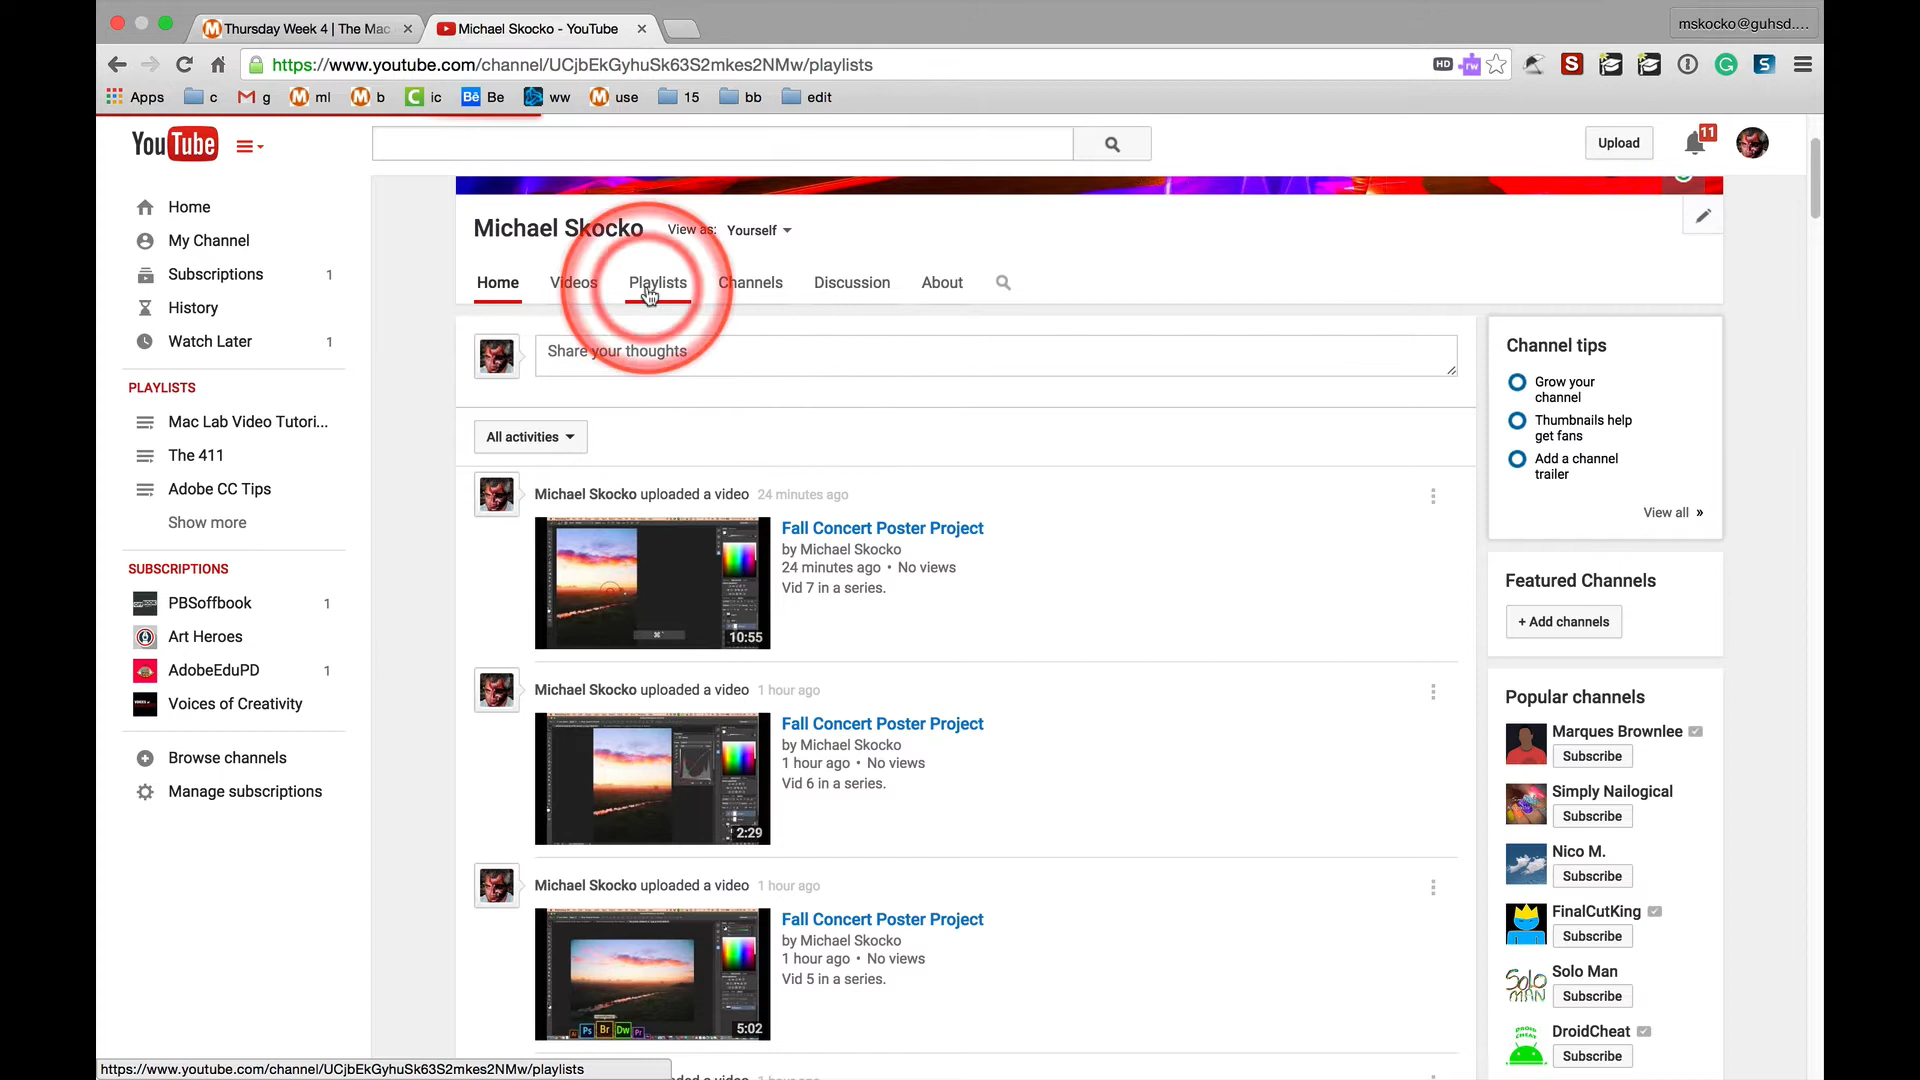 Thursday Week 4 | The Mac
Michael Skocko - YouTube
mskocko@guhsd....
https://www.youtube.com/channel/UCjbEkGyhuSk63S2mkes2NMw/playlists
HD
rw
Apps c g ml b ic Be ww use 15 bb edit
YouTube
Upload
11
Home
My Channel
Subscriptions 1
History
Watch Later 1
PLAYLISTS
Mac Lab Video Tutori...
The 411
Adobe CC Tips
Show more
SUBSCRIPTIONS
PBSoffbook 1
Art Heroes
AdobeEduPD 1
Voices of Creativity
Browse channels
Manage subscriptions
Michael Skocko View as: Yourself
Home Videos Playlists Channels Discussion About
Share your thoughts
All activities
Michael Skocko uploaded a video 24 minutes ago
Fall Concert Poster Project
by Michael Skocko
24 minutes ago • No views
Vid 7 in a series.
10:55
Michael Skocko uploaded a video 1 hour ago
Fall Concert Poster Project
by Michael Skocko
1 hour ago • No views
Vid 6 in a series.
2:29
Michael Skocko uploaded a video 1 hour ago
Fall Concert Poster Project
by Michael Skocko
1 hour ago • No views
Vid 5 in a series.
Ps Br Dw Pr
5:02
Channel tips
Grow your
channel
Thumbnails help
get fans
Add a channel
trailer
View all »
Featured Channels
+ Add channels
Popular channels
Marques Brownlee
Subscribe
Simply Nailogical
Subscribe
Nico M.
Subscribe
FinalCutKing
Subscribe
SOLO
MAN
Solo Man
Subscribe
DROID
CHEAT
DroidCheat
Subscribe
https://www.youtube.com/channel/UCjbEkGyhuSk63S2mkes2NMw/playlists